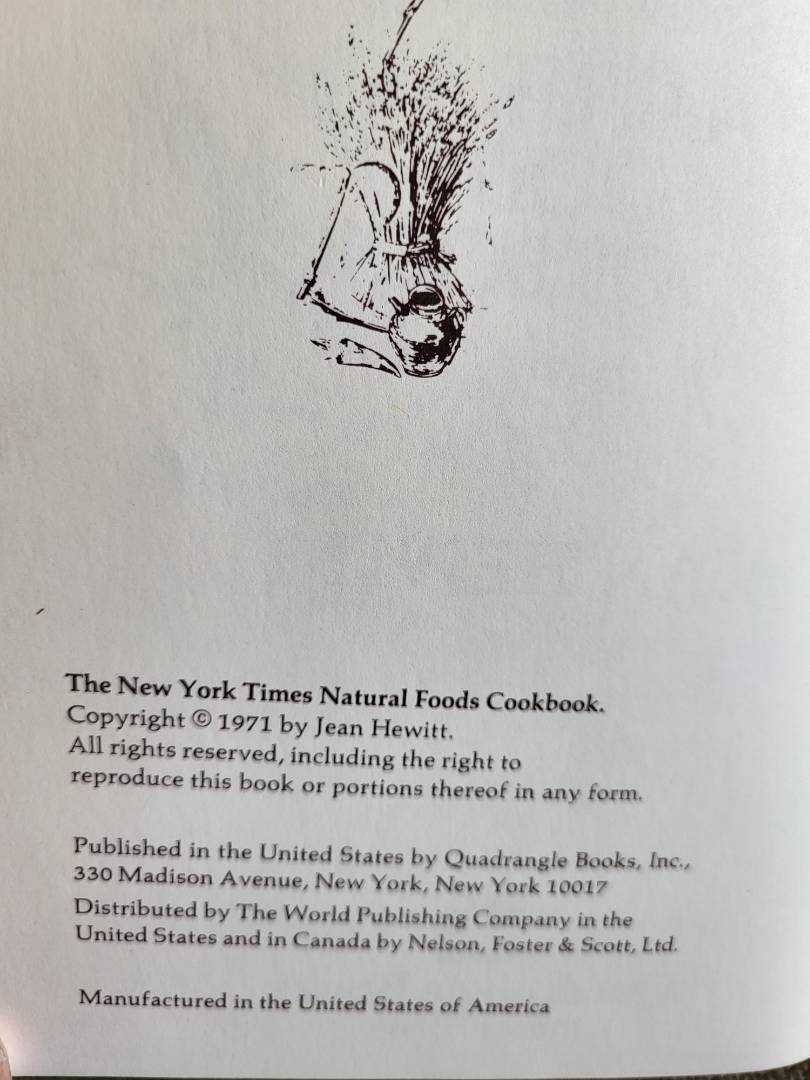 The New York Times Natural Foods Cookbook.
Copyright © 1971 by Jean Hewitt.
All rights reserved, including the right to
reproduce this book or portions thereof in any form.
Published in the United States by Quadrangle Books, Inc.,
330 Madison Avenue, New York, New York 10017
Distributed by The World Publishing Company in the
United States and in Canada by Nelson, Foster & Scott, Ltd.
Manufactured in the United States of America